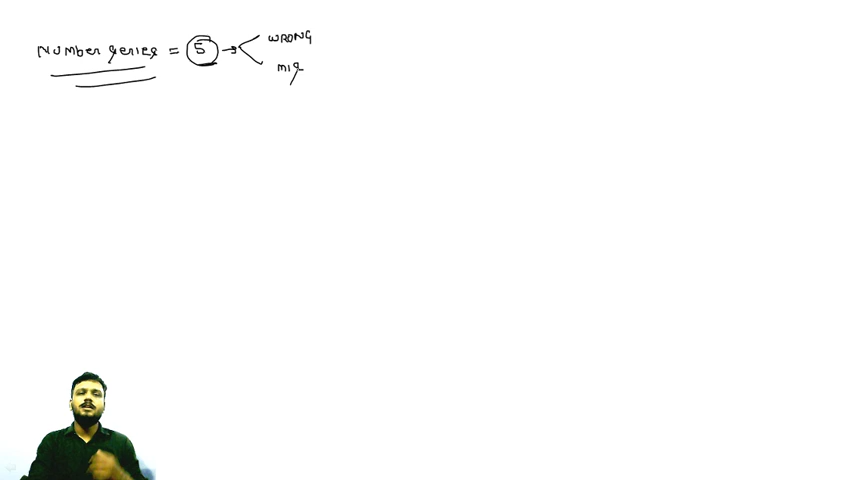 Number series = 5 → WRONG
mis